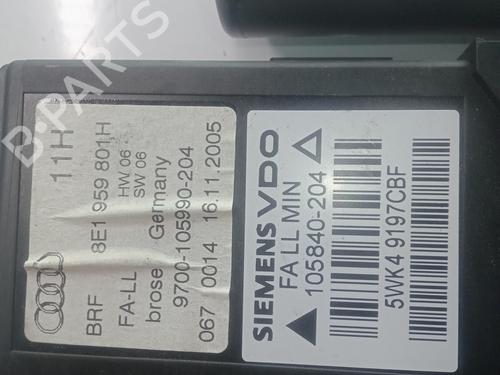 11H
BRF 8E1 959 801H
FA-LL HW 06
SW 06
brose Germany
9700-105990-204
067 0014 16.11.2005
SIEMENS VDO
FA LL MIN
105840-204
5WK4 9197CBF
B-PARTS